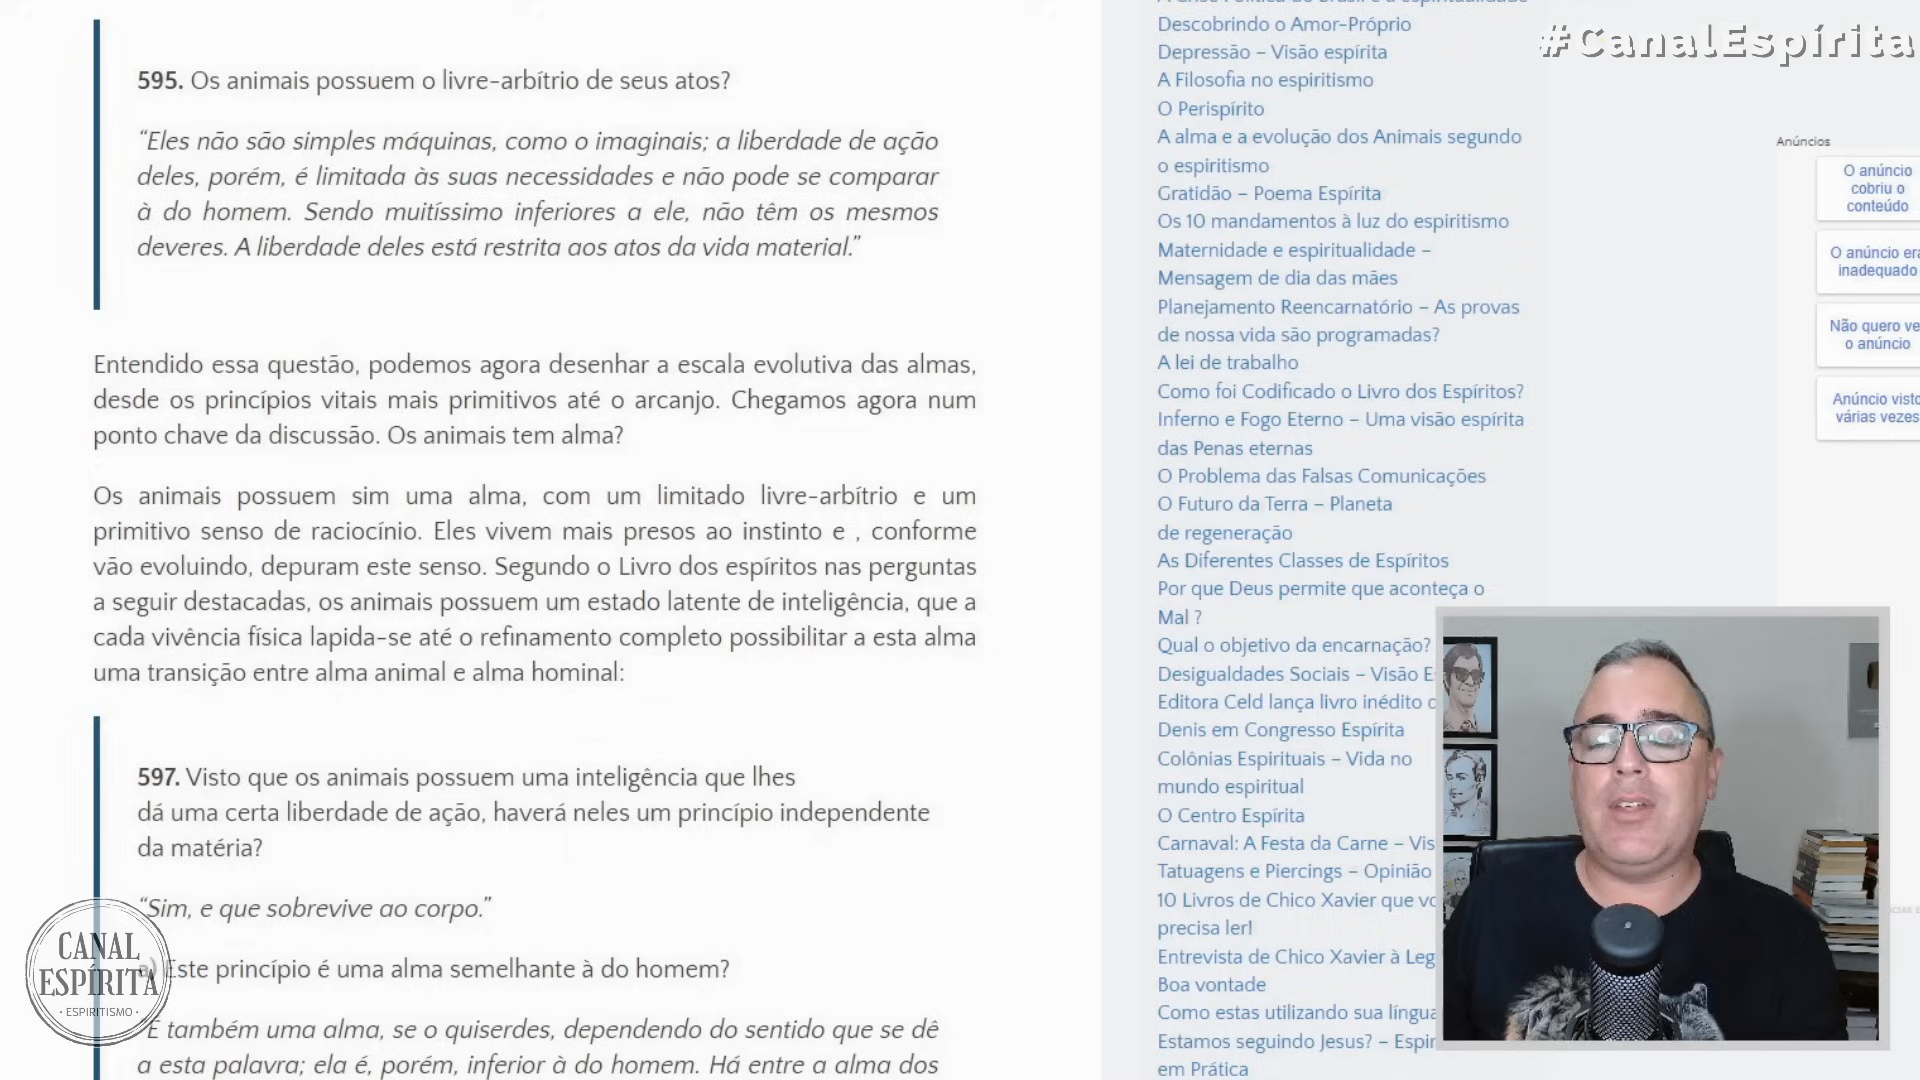 595. Os animais possuem o livre-arbítrio de seus atos?
“Eles não são simples máquinas, como o imaginais; a liberdade de ação
deles, porém, é limitada às suas necessidades e não pode se comparar
à do homem. Sendo muitíssimo inferiores a ele, não têm os mesmos
deveres. A liberdade deles está restrita aos atos da vida material.”
Entendido essa questão, podemos agora desenhar a escala evolutiva das almas,
desde os princípios vitais mais primitivos até o arcanjo. Chegamos agora num
ponto chave da discussão. Os animais tem alma?
Os animais possuem sim uma alma, com um limitado livre-arbítrio e um
primitivo senso de raciocínio. Eles vivem mais presos ao instinto e , conforme
vão evoluindo, depuram este senso. Segundo o Livro dos espíritos nas perguntas
a seguir destacadas, os animais possuem um estado latente de inteligência, que a
cada vivência física lapida-se até o refinamento completo possibilitar a esta alma
uma transição entre alma animal e alma hominal:
597. Visto que os animais possuem uma inteligência que lhes
dá uma certa liberdade de ação, haverá neles um princípio independente
da matéria?
“Sim, e que sobrevive ao corpo.”
a) Este princípio é uma alma semelhante à do homem?
“É também uma alma, se o quiserdes, dependendo do sentido que se dê
a esta palavra; ela é, porém, inferior à do homem. Há entre a alma dos
CANAL
ESPÍRITA
· ESPIRITISMO ·
A Crise Política do Brasil e a espiritualidade
Descobrindo o Amor-Próprio
Depressão – Visão espírita
A Filosofia no espiritismo
O Perispírito
A alma e a evolução dos Animais segundo
o espiritismo
Gratidão – Poema Espírita
Os 10 mandamentos à luz do espiritismo
Maternidade e espiritualidade –
Mensagem de dia das mães
Planejamento Reencarnatório – As provas
de nossa vida são programadas?
A lei de trabalho
Como foi Codificado o Livro dos Espíritos?
Inferno e Fogo Eterno – Uma visão espírita
das Penas eternas
O Problema das Falsas Comunicações
O Futuro da Terra – Planeta
de regeneração
As Diferentes Classes de Espíritos
Por que Deus permite que aconteça o
Mal ?
Qual o objetivo da encarnação?
Desigualdades Sociais – Visão E
Editora Celd lança livro inédito
Denis em Congresso Espírita
Colônias Espirituais – Vida no
mundo espiritual
O Centro Espírita
Carnaval: A Festa da Carne – Vis
Tatuagens e Piercings – Opinião
10 Livros de Chico Xavier que vo
precisa ler!
Entrevista de Chico Xavier à Leg
Boa vontade
Como estas utilizando sua língua
Estamos seguindo Jesus? – Espir
em Prática
#CanalEspírita
Anúncios
O anúncio
cobriu o
conteúdo
O anúncio era
inadequado
Não quero ve
o anúncio
Anúncio visto
várias vezes